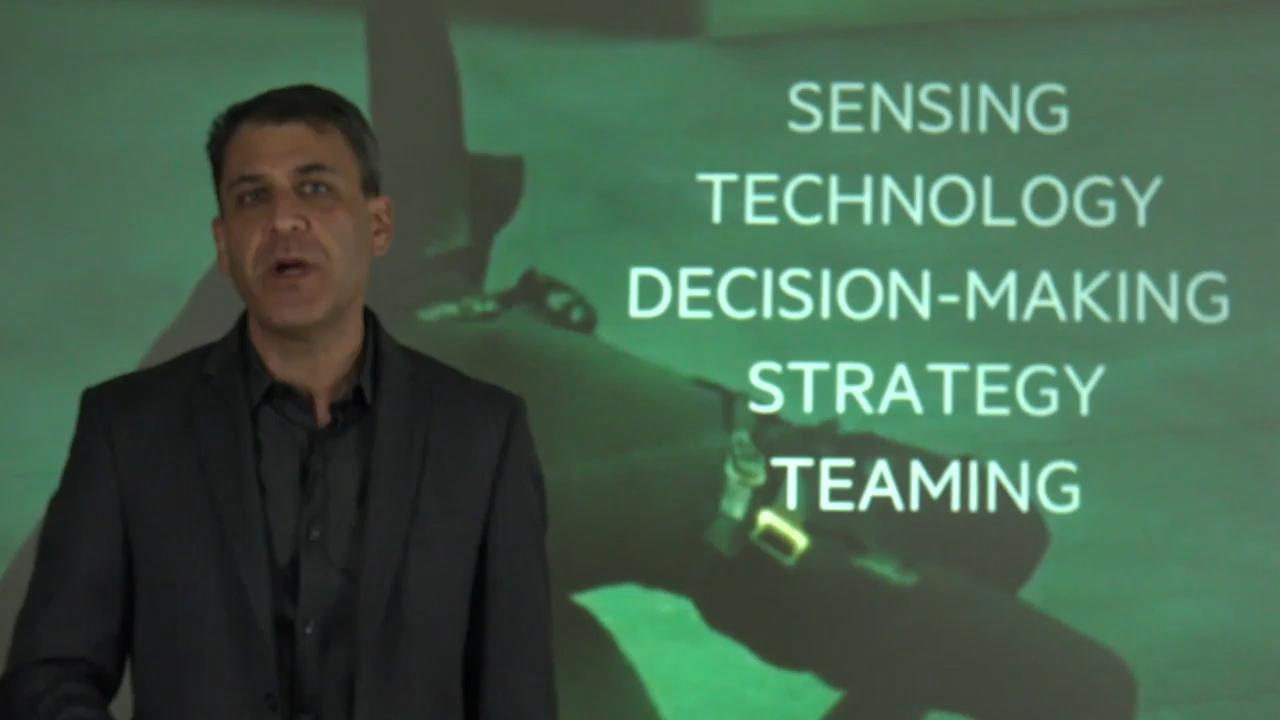 SENSING
TECHNOLOGY
DECISION-MAKING
STRATEGY
TEAMING